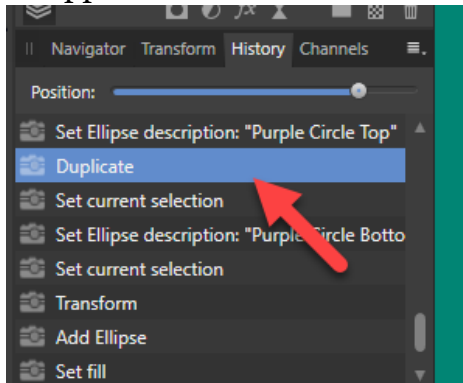 Navigator Transform History Channels
Position:
Set Ellipse description: "Purple Circle Top"
Duplicate
Set current selection
Set Ellipse description: "Purple Circle Botto
Set current selection
Transform
Add Ellipse
Set fill